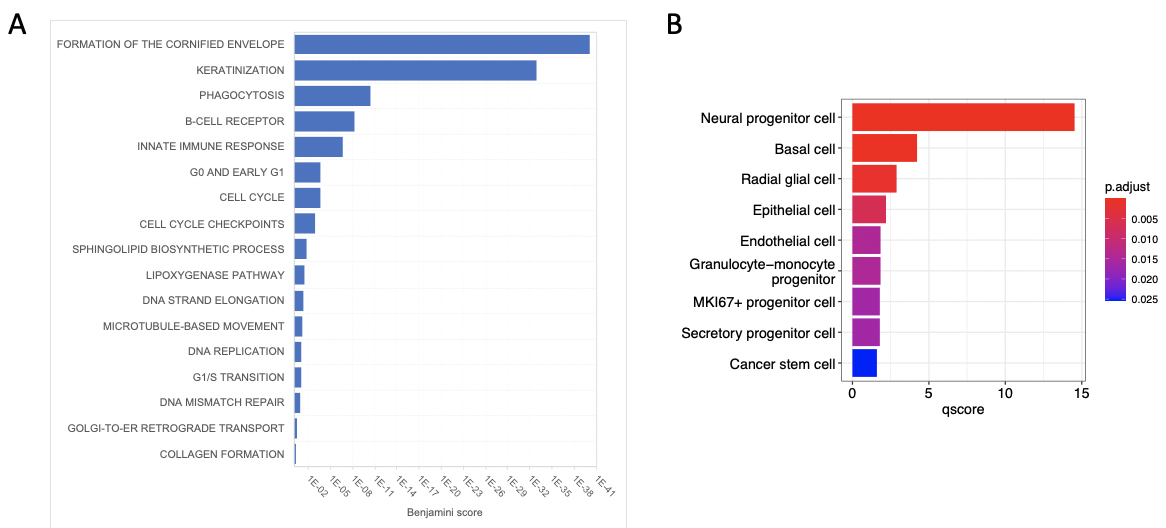 A
FORMATION OF THE CORNIFIED ENVELOPE
KERATINIZATION
PHAGOCYTOSIS
B-CELL RECEPTOR
INNATE IMMUNE RESPONSE
G0 AND EARLY G1
CELL CYCLE
CELL CYCLE CHECKPOINTS
SPHINGOLIPID BIOSYNTHETIC PROCESS
LIPOXYGENASE PATHWAY
DNA STRAND ELONGATION
MICROTUBULE-BASED MOVEMENT
DNA REPLICATION
G1/S TRANSITION
DNA MISMATCH REPAIR
GOLGI-TO-ER RETROGRADE TRANSPORT
COLLAGEN FORMATION
1E-02 1E-05 1E-08 1E-11 1E-14 1E-17 1E-20 1E-23 1E-26 1E-29 1E-32 1E-35 1E-38 1E-41
Benjamini score
B
Neural progenitor cell
Basal cell
Radial glial cell
Epithelial cell
Endothelial cell
Granulocyte−monocyte
progenitor
MKI67+ progenitor cell
Secretory progenitor cell
Cancer stem cell
0 5 10 15
qscore
p.adjust
0.005
0.010
0.015
0.020
0.025